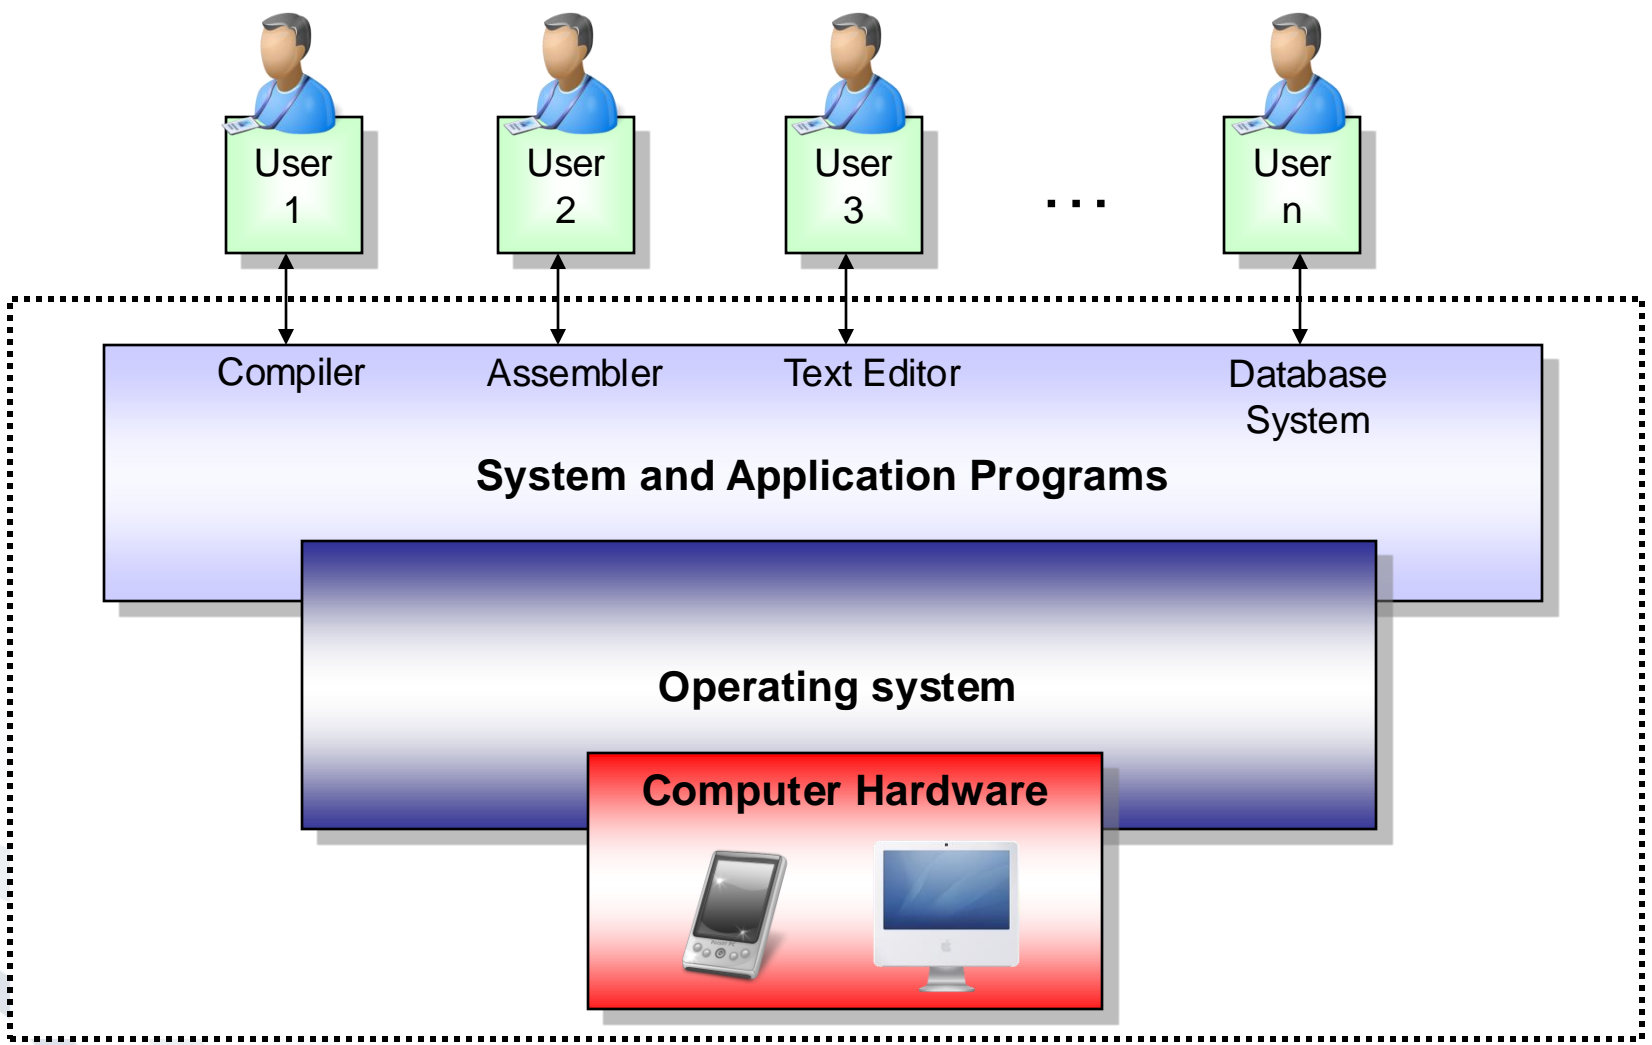 User
1
User
2
User
3
...
User
n
Compiler
Assembler
Text Editor
Database
System
System and Application Programs
Operating system
Computer Hardware